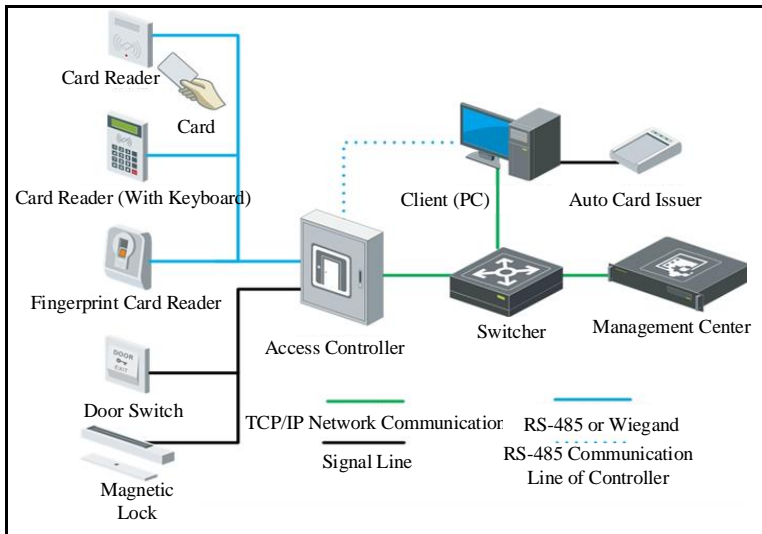 Card Reader
Card
Card Reader (With Keyboard)
Client (PC)
Auto Card Issuer
Fingerprint Card Reader
Access Controller
Switcher
Management Center
DOOR
EXIT
Door Switch
Magnetic
Lock
TCP/IP Network Communication
Signal Line
RS-485 or Wiegand
RS-485 Communication
Line of Controller